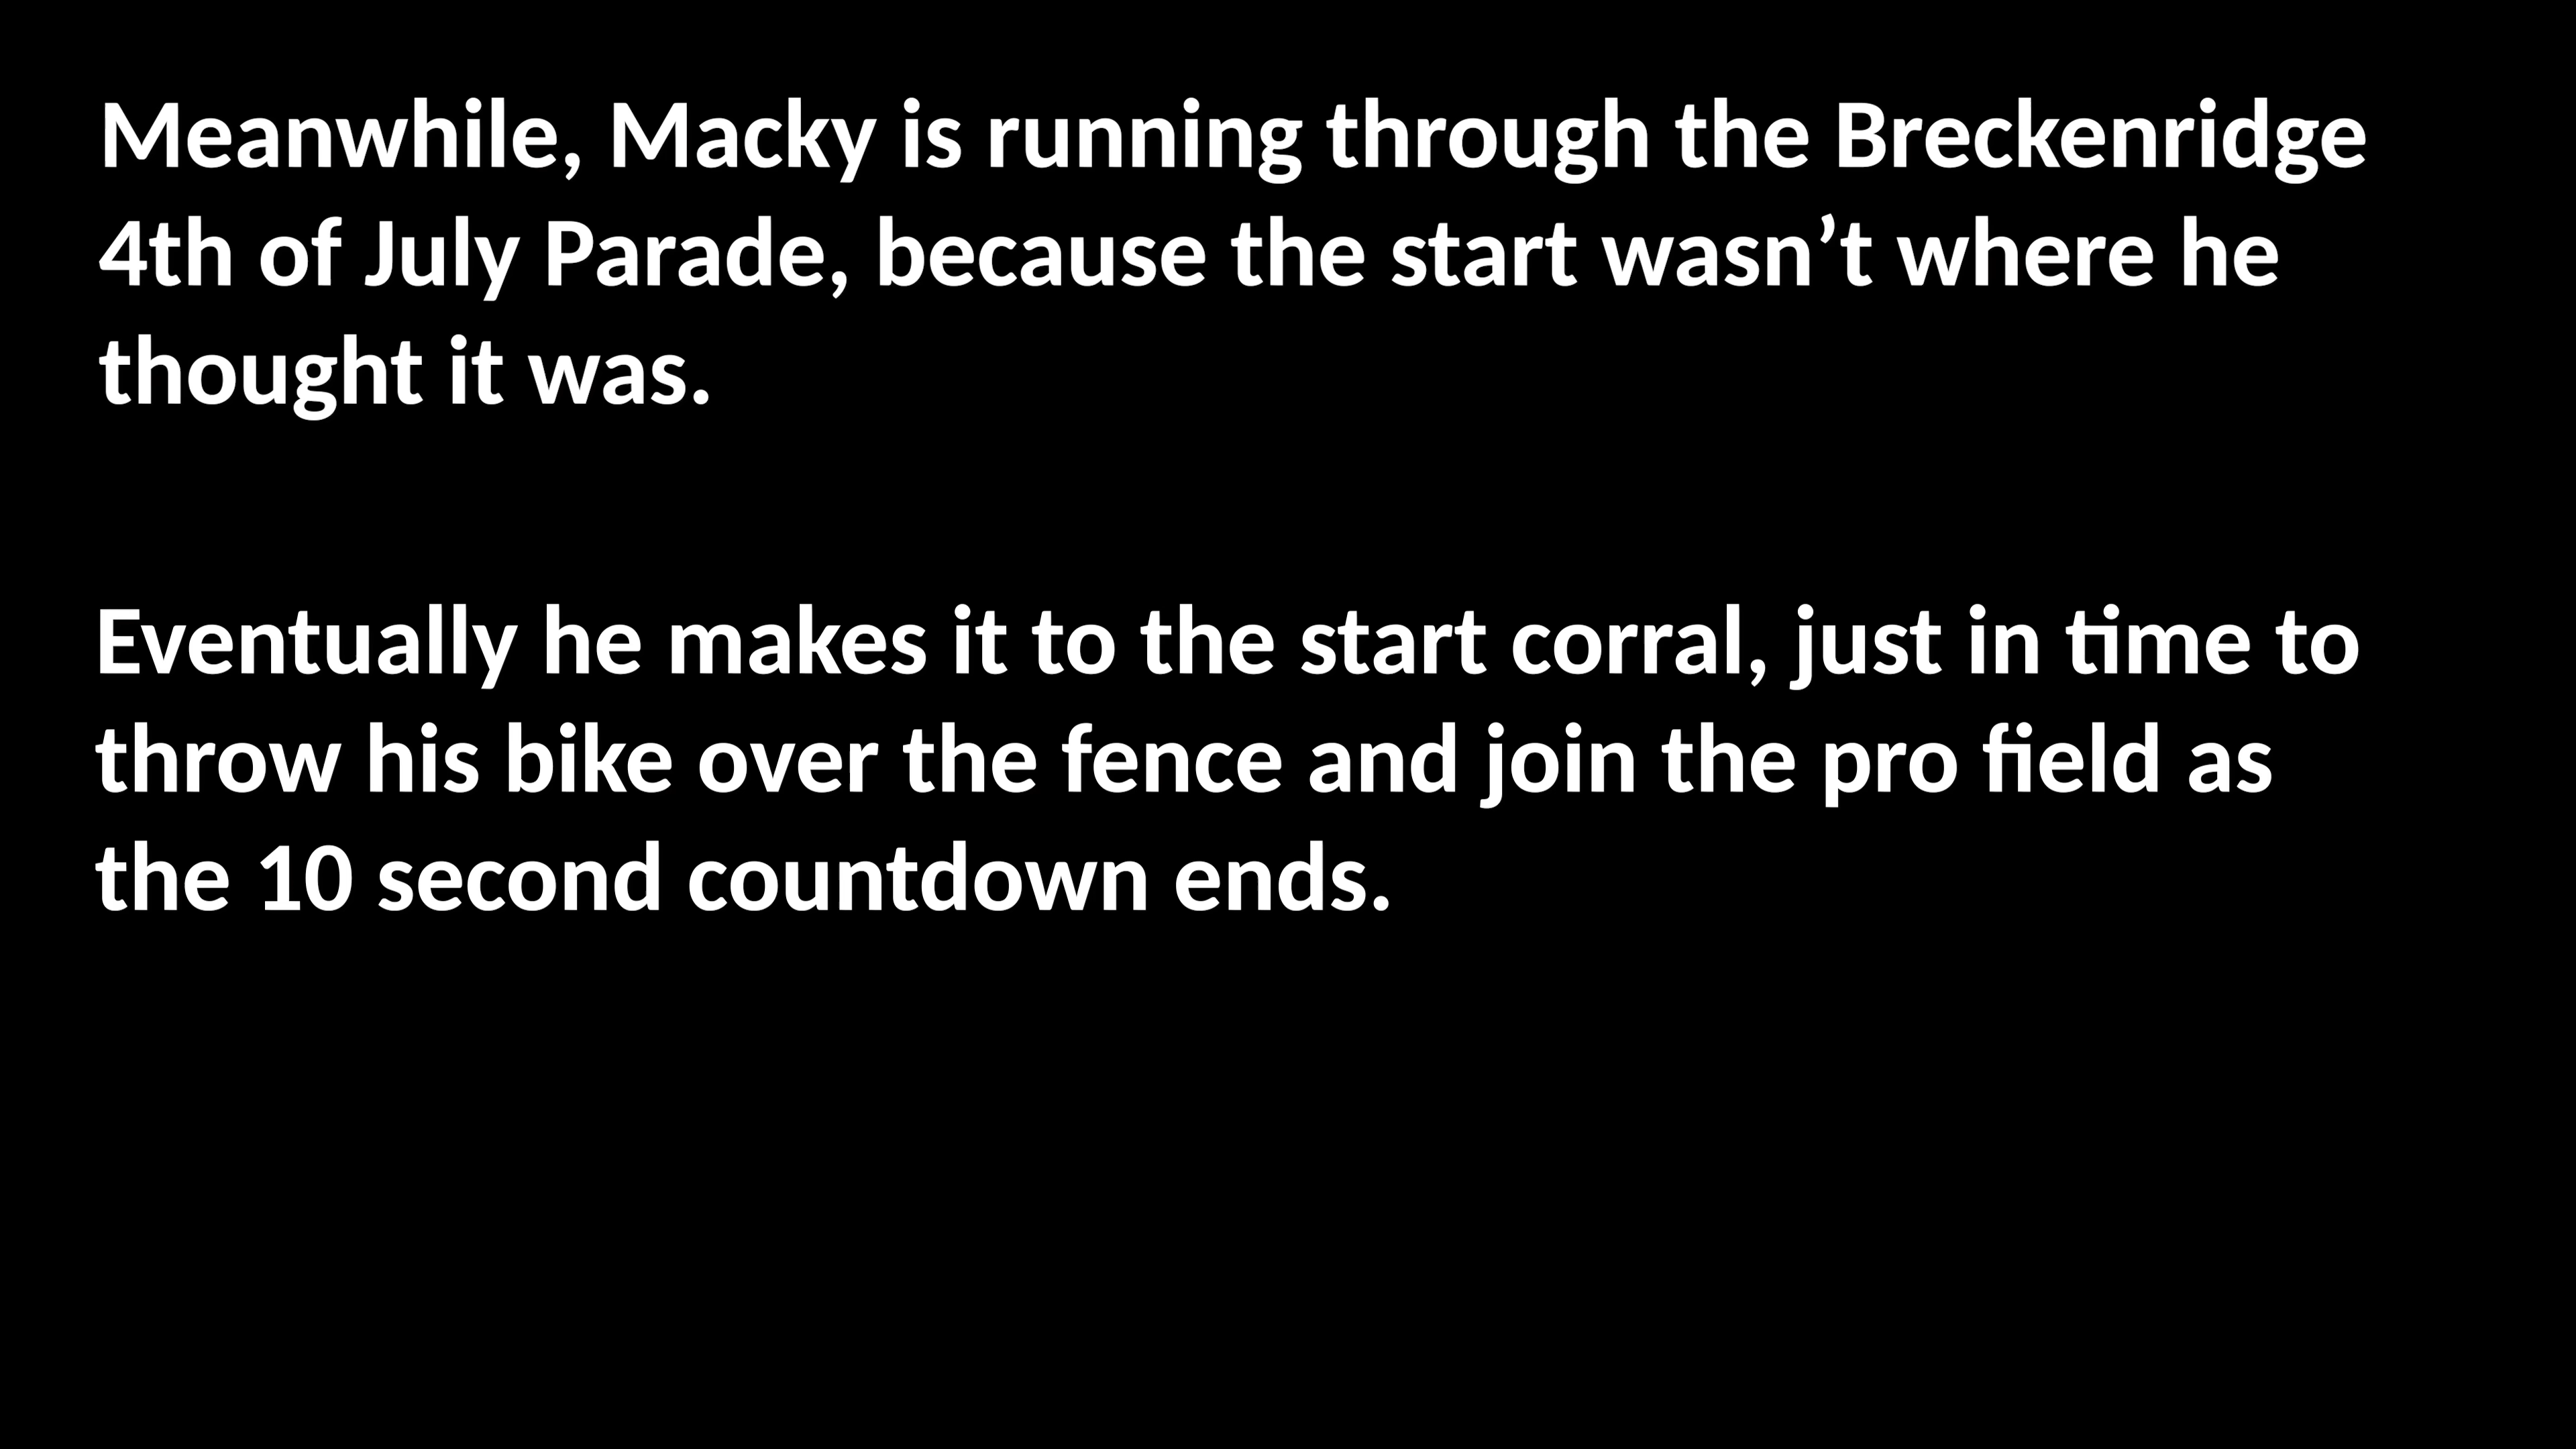 Meanwhile, Macky is running through the Breckenridge
4th of July Parade, because the start wasn’t where he
thought it was.
Eventually he makes it to the start corral, just in time to
throw his bike over the fence and join the pro field as
the 10 second countdown ends.